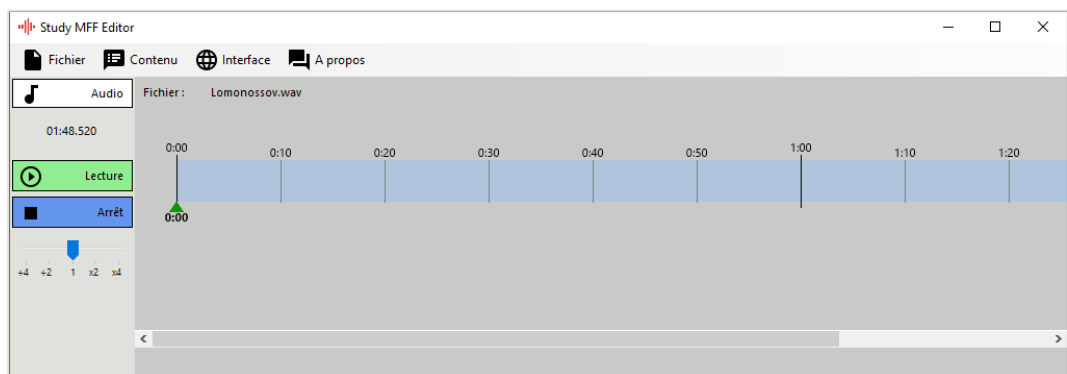 Study MFF Editor
Fichier Contenu Interface A propos
Audio
Fichier : Lomonossov.wav
01:48.520
0:00 0:10 0:20 0:30 0:40 0:50 1:00 1:10 1:20
Lecture
Arrêt
0:00
÷4 ÷2 1 x2 x4